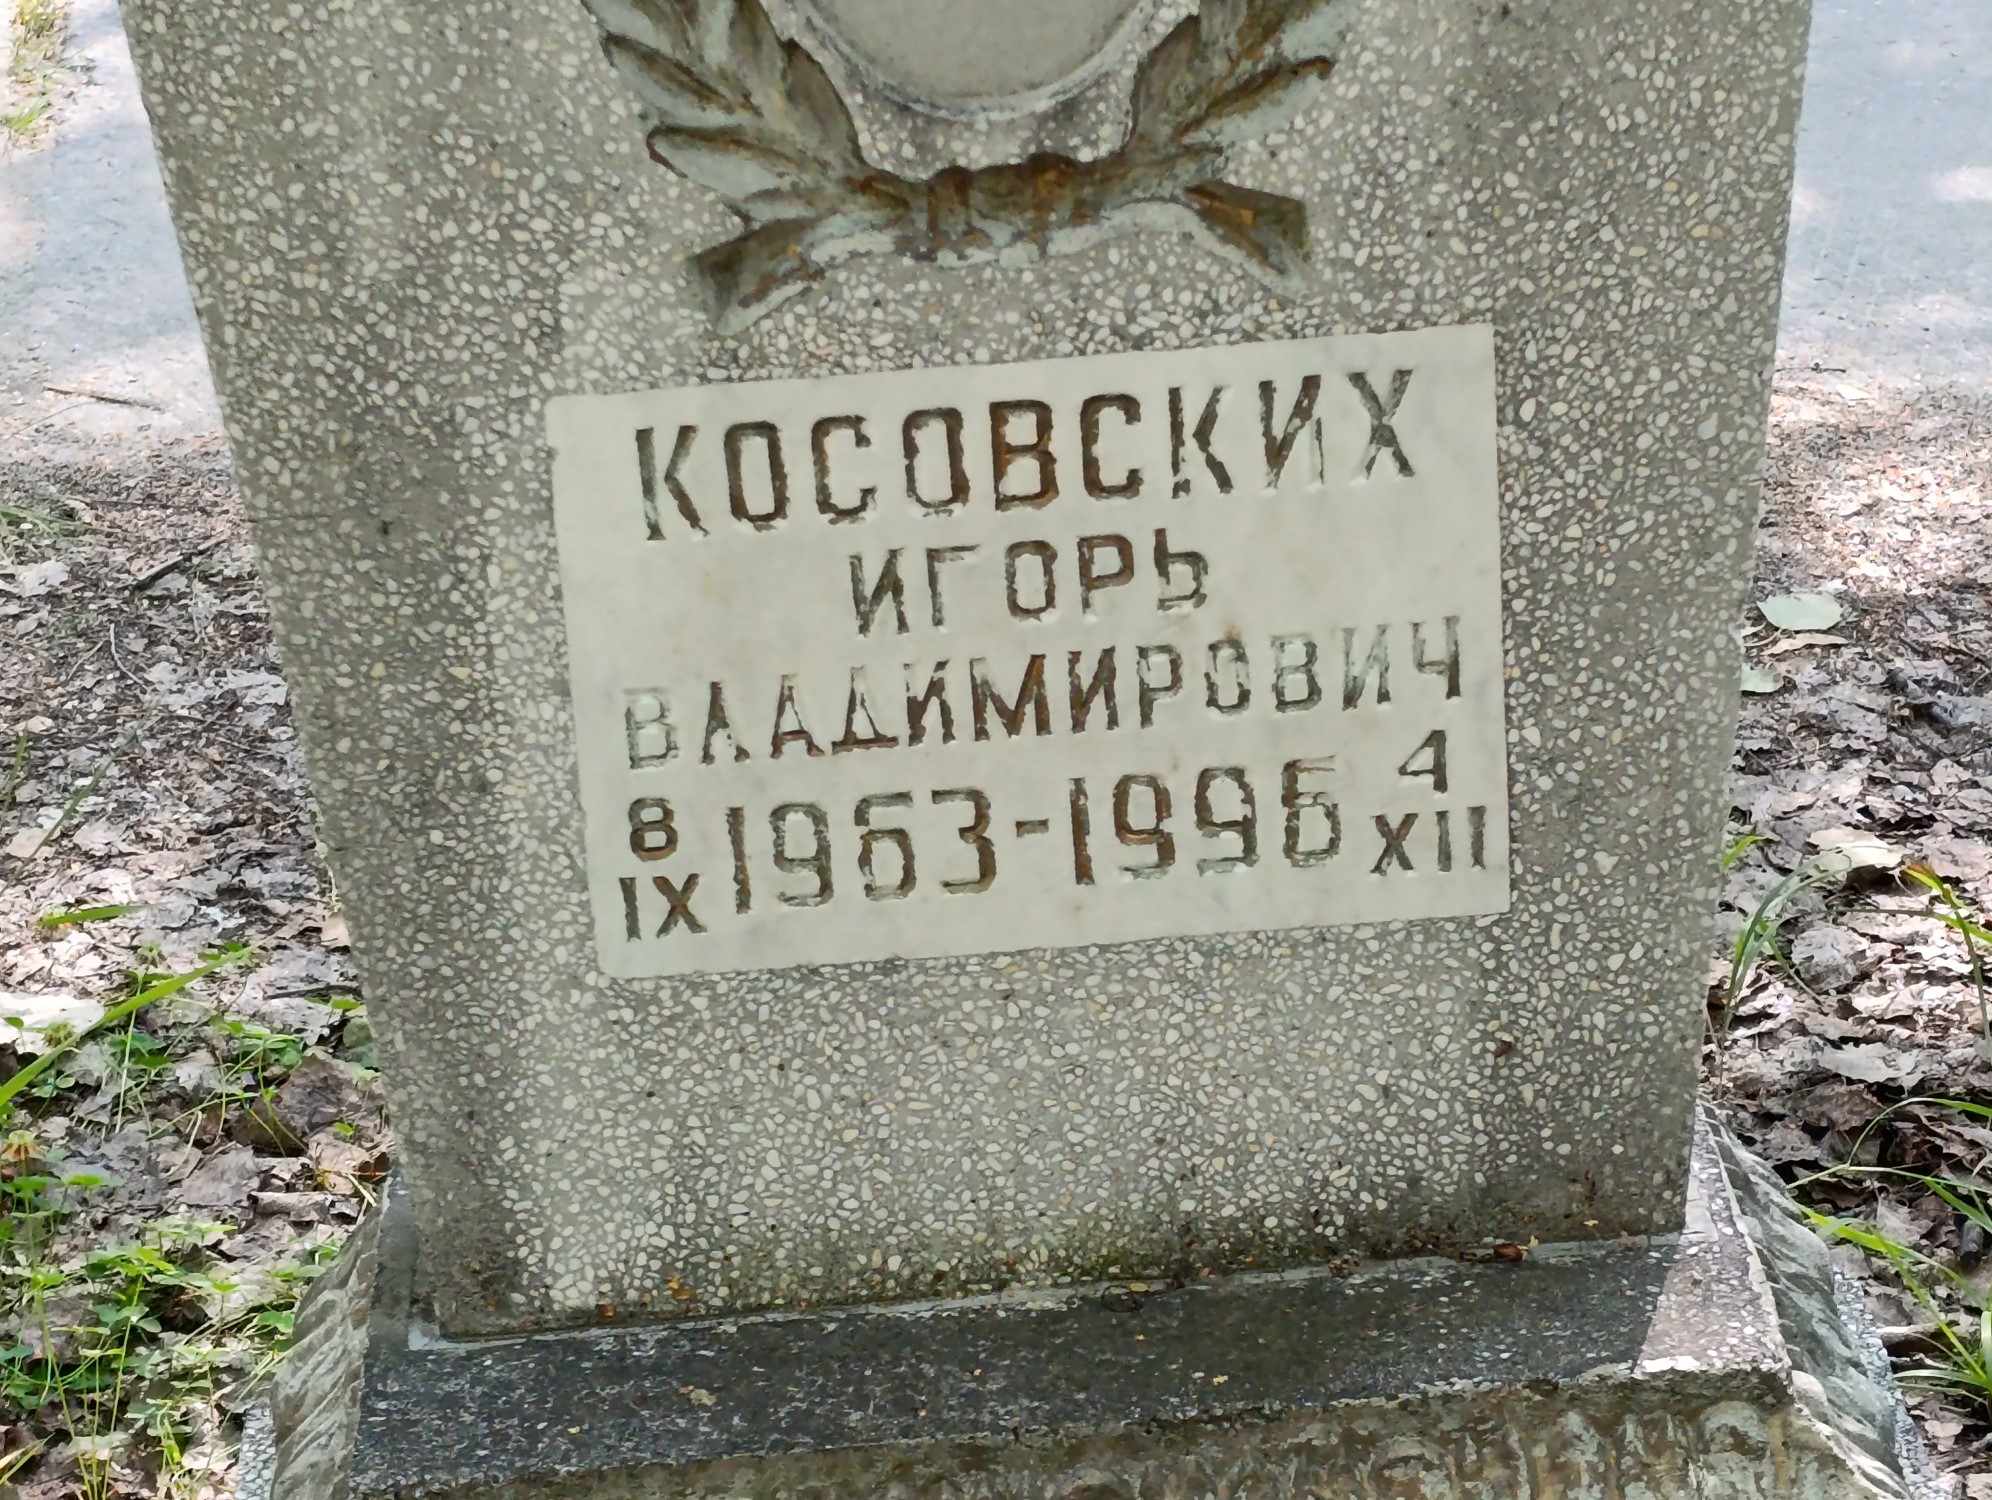 КОСОВСКИХ
ИГОРЬ
ВЛАДИМИРОВИЧ
8 IX 1963-1996 4 XII